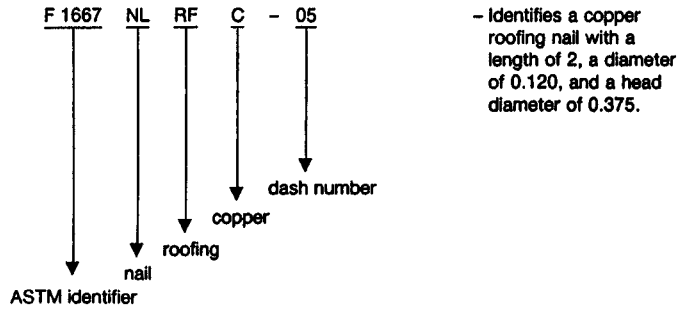 F 1667 NL RF C - 05
– Identifies a copper
roofing nail with a
length of 2, a diameter
of 0.120, and a head
diameter of 0.375.
dash number
copper
roofing
nail
ASTM identifier